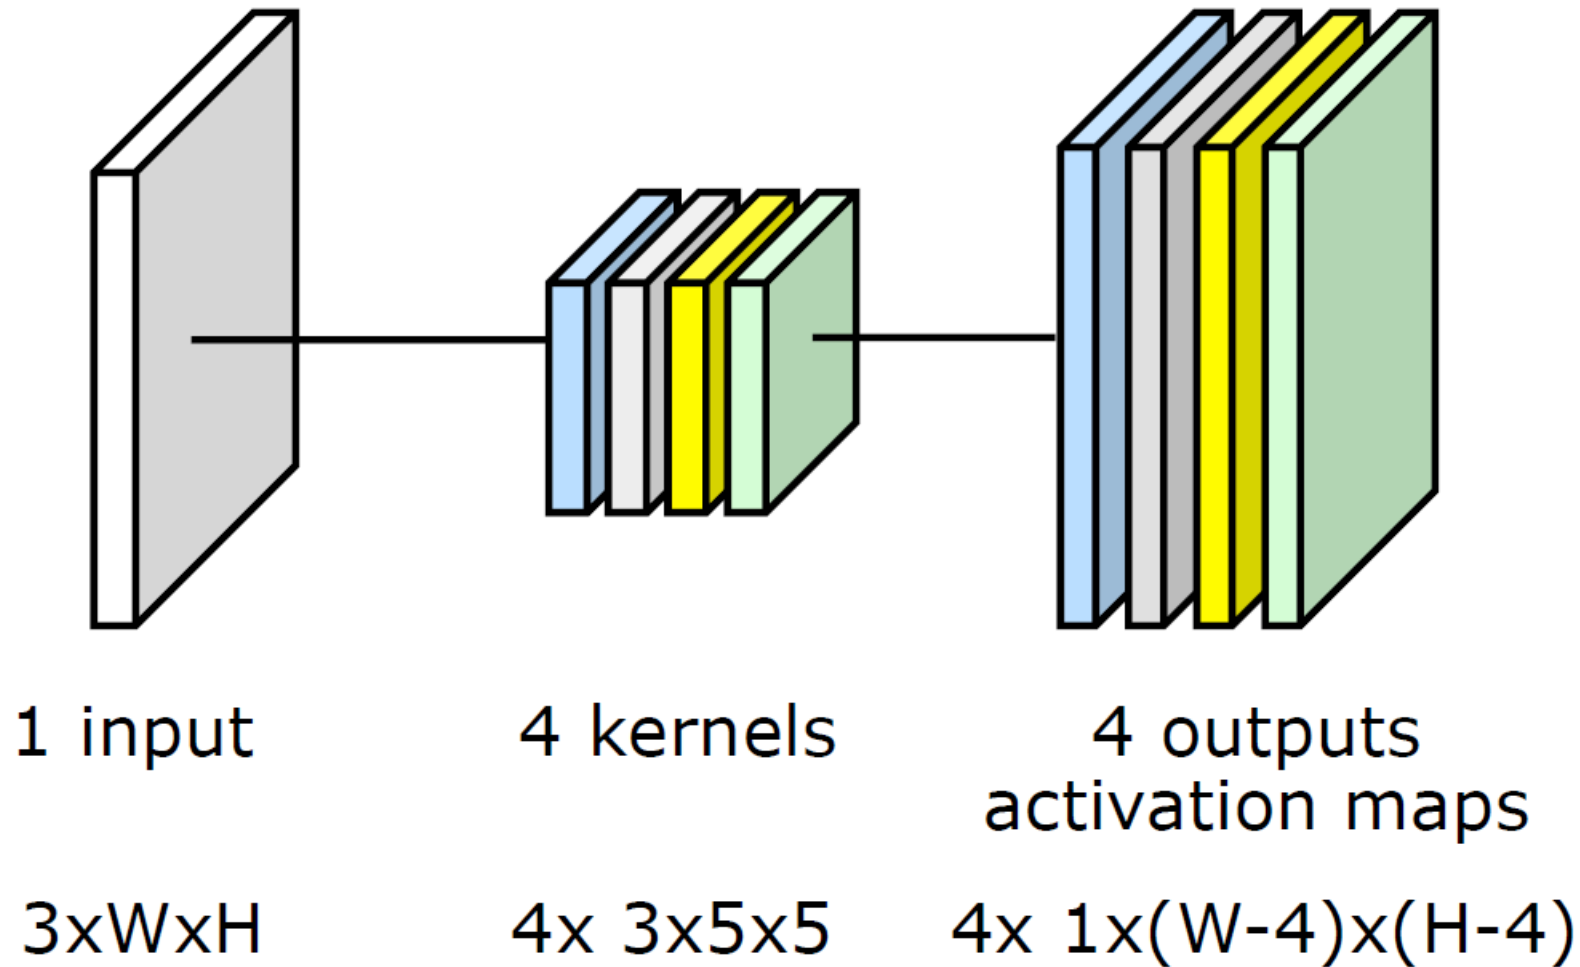 1 input
4 kernels
4 outputs
activation maps
3xWxH
4x 3x5x5
4x 1x(W-4)x(H-4)